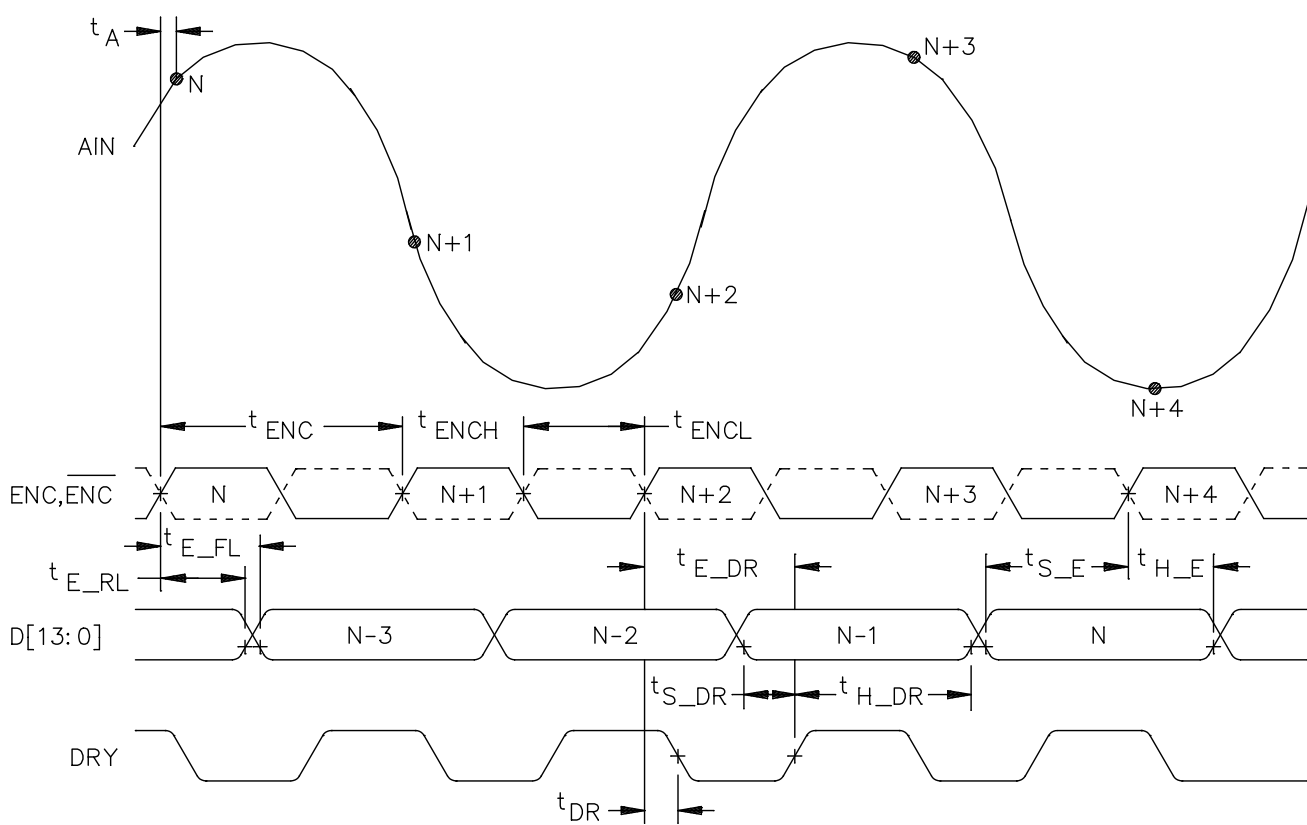 tA
N
N+3
AIN
N+1
N+2
N+4
tENC
tENCH
tENCL
ENC,ENC
N
N+1
N+2
N+3
N+4
tE_FL
tE_RL
tE_DR
tS_E
tH_E
D[13:0]
N-3
N-2
N-1
N
tS_DR
tH_DR
DRY
tDR